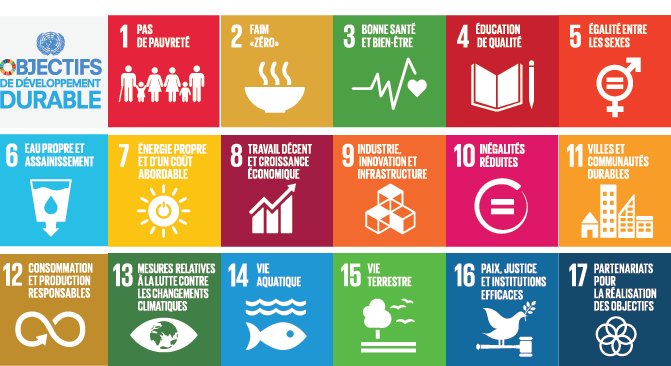 OBJECTIFS
DE DÉVELOPPEMENT
DURABLE
1 PAS
DE PAUVRETÉ
2 FAIM
«ZÉRO»
3 BONNE SANTÉ
ET BIEN-ÊTRE
4 ÉDUCATION
DE QUALITÉ
5 ÉGALITÉ ENTRE
LES SEXES
6 EAU PROPRE ET
ASSAINISSEMENT
7 ÉNERGIE PROPRE
ET D'UN COÛT
ABORDABLE
8 TRAVAIL DÉCENT
ET CROISSANCE
ÉCONOMIQUE
9 INDUSTRIE,
INNOVATION ET
INFRASTRUCTURE
10 INÉGALITÉS
RÉDUITES
11 VILLES ET
COMMUNAUTÉS
DURABLES
12 CONSOMMATION
ET PRODUCTION
RESPONSABLES
13 MESURES RELATIVES
À LA LUTTE CONTRE
LES CHANGEMENTS
CLIMATIQUES
14 VIE
AQUATIQUE
15 VIE
TERRESTRE
16 PAIX, JUSTICE
ET INSTITUTIONS
EFFICACES
17 PARTENARIATS
POUR
LA RÉALISATION
DES OBJECTIFS